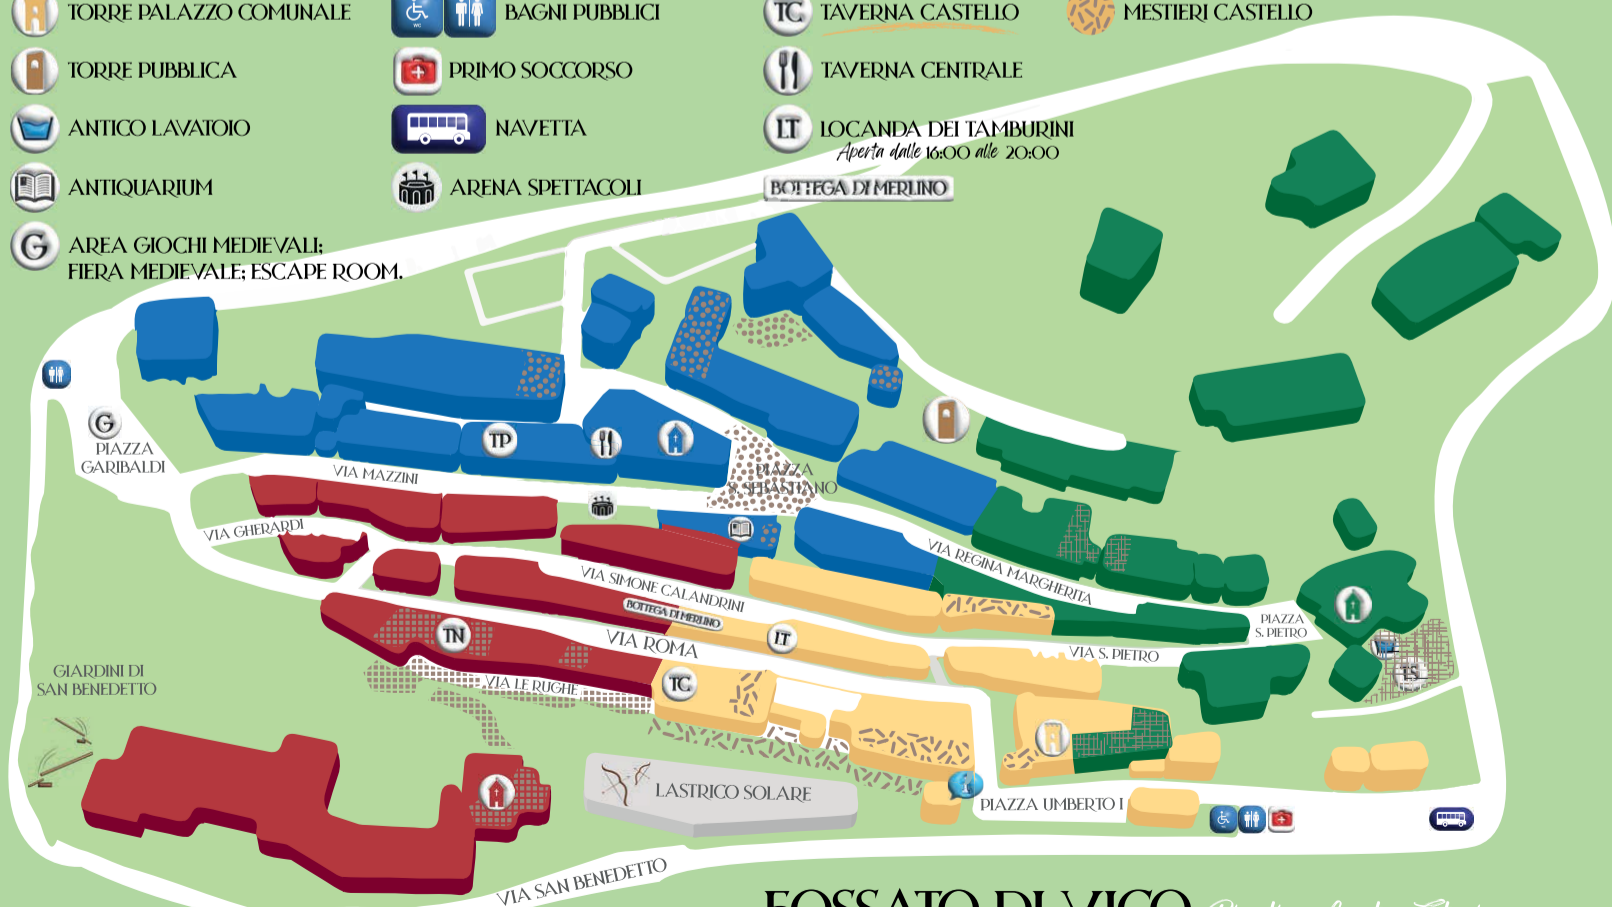 TORRE PALAZZO COMUNALE
BAGNI PUBBLICI
TC TAVERNA CASTELLO
MESTIERI CASTELLO
TORRE PUBBLICA
PRIMO SOCCORSO
TAVERNA CENTRALE
ANTICO LAVATOIO
NAVETTA
LT LOCANDA DEI TAMBURINI
Aperta dalle 16:00 alle 20:00
ANTIQUARIUM
ARENA SPETTACOLI
BOTTEGA DI MERLINO
G AREA GIOCHI MEDIEVALI;
FIERA MEDIEVALE; ESCAPE ROOM.
G
PIAZZA
GARIBALDI
VIA MAZZINI
TP
PIAZZA
S. SEBASTIANO
VIA GHERARDI
VIA REGINA MARGHERITA
VIA SIMONE CALANDRINI
BOTTEGA DI MERLINO
PIAZZA
S. PIETRO
TN
VIA ROMA
LT
VIA S. PIETRO
GIARDINI DI
SAN BENEDETTO
VIA LE RUGHE
TC
TS
LASTRICO SOLARE
i
PIAZZA UMBERTO I
WC
VIA SAN BENEDETTO
FOSSATO DI VICO